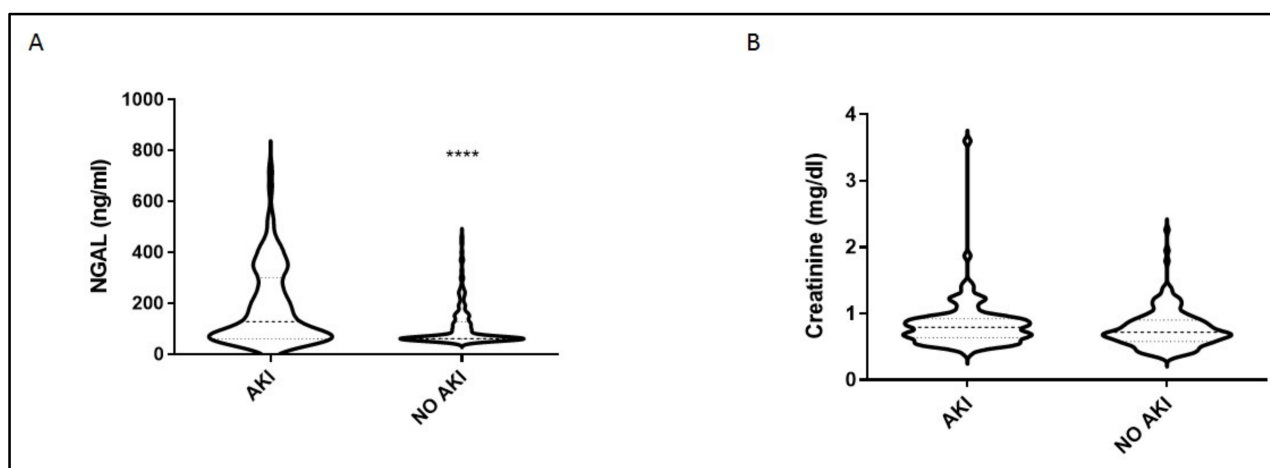 A
B
1000
800
600
400
200
0
NGAL (ng/ml)
****
AKI
NO AKI
4
3
2
1
0
Creatinine (mg/dl)
AKI
NO AKI